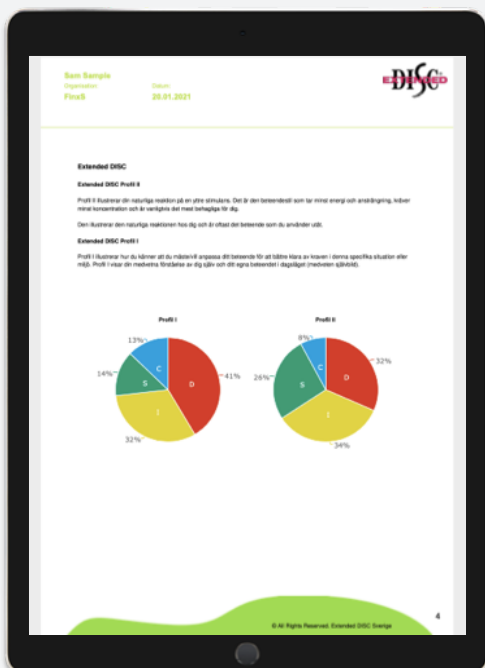 Sam Sample
Organisation: Datum:
FinxS 20.01.2021
DISC
Extended DISC
Extended DISC Profil II
Profil II illustrerar din naturliga reaktion på en yttre stimulans. Det är den beteendestil som tar minst energi och ansträngning, kräver
minst koncentration och är vanligtvis det mest behagliga för dig.
Den illustrerar den naturliga reaktionen hos dig och är oftast det beteende som du använder utåt.
Extended DISC Profil I
Profil I illustrerar hur du känner att du måste/vill anpassa ditt beteende för att bättre klara av kraven i denna specifika situation eller
miljö. Profil I visar din medvetna förståelse av dig själv och ditt egna beteendet i dagsläget (medveten självbild).
Profil I Profil II
13% 8%
C C
14% S D 41% 26% S D 32%
I I
32% 34%
4
© All Rights Reserved. Extended DISC Sverige